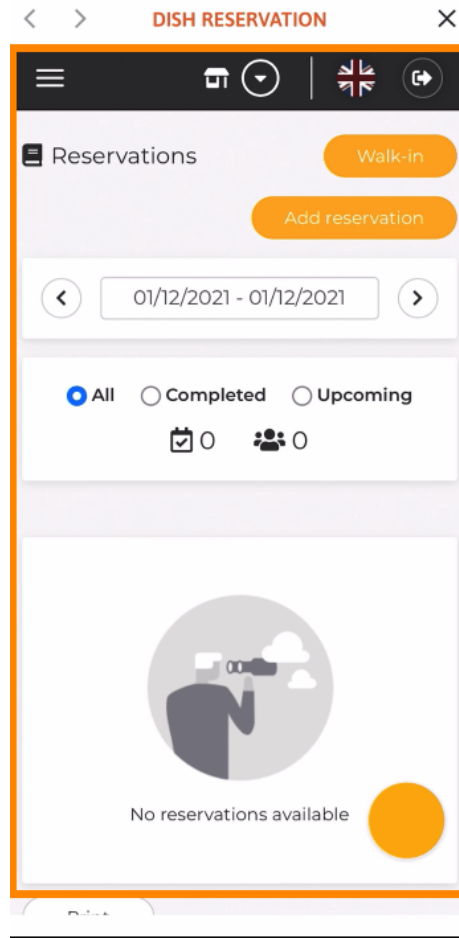 DISH RESERVATION
Reservations
Walk-in
Add reservation
01/12/2021 - 01/12/2021
All Completed Upcoming
0 0
No reservations available
Print